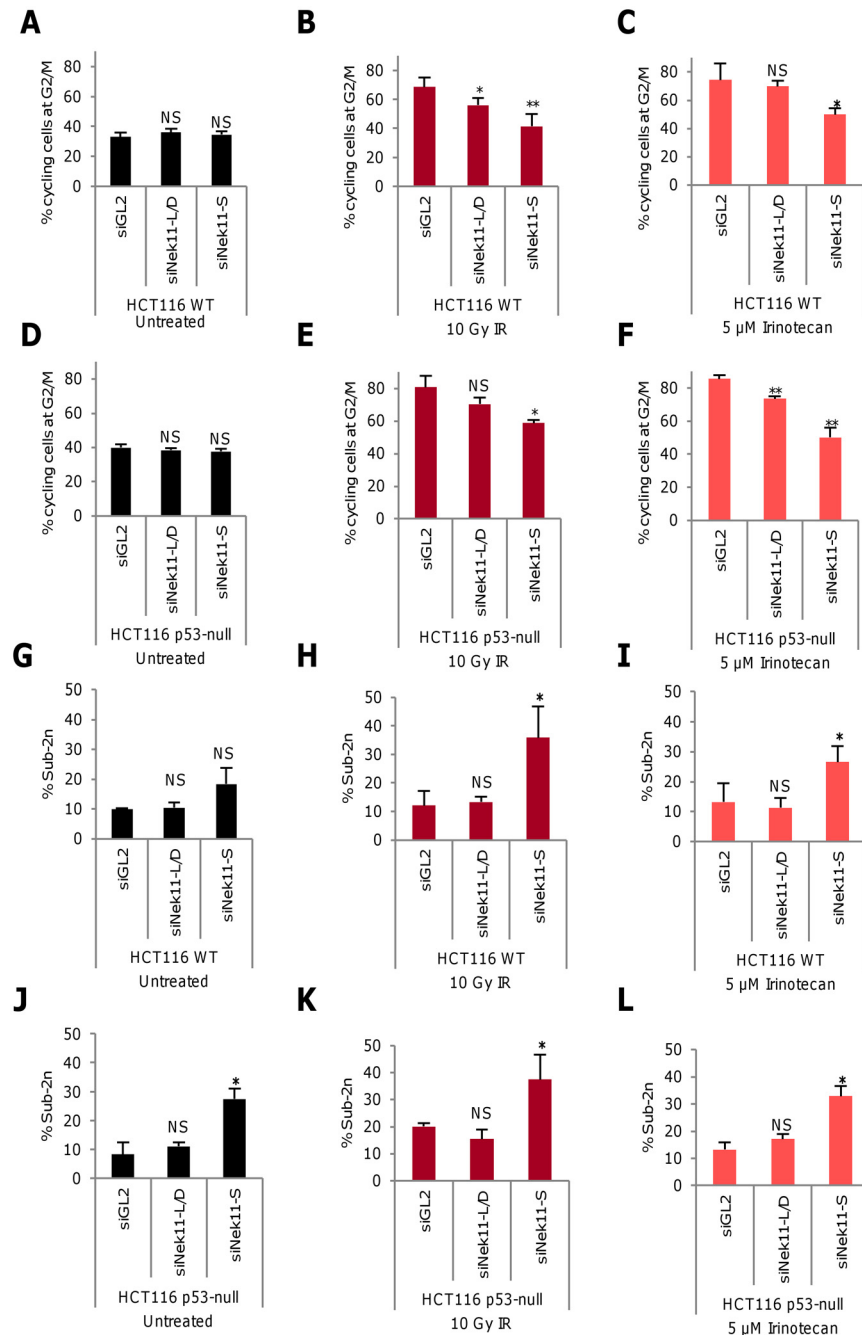 A
% cycling cells at G2/M
80
60
40
20
0
NS
NS
siGL2
siNek11-L/D
siNek11-S
HCT116 WT
Untreated
B
% cycling cells at G2/M
80
60
40
20
0
*
**
siGL2
siNek11-L/D
siNek11-S
HCT116 WT
10 Gy IR
C
% cycling cells at G2/M
80
60
40
20
0
NS
*
siGL2
siNek11-L/D
siNek11-S
HCT116 WT
5 µM Irinotecan
D
% cycling cells at G2/M
80
60
40
20
0
NS
NS
siGL2
siNek11-L/D
siNek11-S
HCT116 p53-null
Untreated
E
% cycling cells at G2/M
80
60
40
20
0
NS
*
siGL2
siNek11-L/D
siNek11-S
HCT116 p53-null
10 Gy IR
F
% cycling cells at G2/M
80
60
40
20
0
**
**
siGL2
siNek11-L/D
siNek11-S
HCT116 p53-null
5 µM Irinotecan
G
% Sub-2n
50
40
30
20
10
0
NS
NS
siGL2
siNek11-L/D
siNek11-S
HCT116 WT
Untreated
H
% Sub-2n
50
40
30
20
10
0
NS
*
siGL2
siNek11-L/D
siNek11-S
HCT116 WT
10 Gy IR
I
% Sub-2n
50
40
30
20
10
0
NS
*
siGL2
siNek11-L/D
siNek11-S
HCT116 WT
5 µM Irinotecan
J
% Sub-2n
50
40
30
20
10
0
NS
*
siGL2
siNek11-L/D
siNek11-S
HCT116 p53-null
Untreated
K
% Sub-2n
50
40
30
20
10
0
NS
*
siGL2
siNek11-L/D
siNek11-S
HCT116 p53-null
10 Gy IR
L
% Sub-2n
50
40
30
20
10
0
NS
*
siGL2
siNek11-L/D
siNek11-S
HCT116 p53-null
5 µM Irinotecan